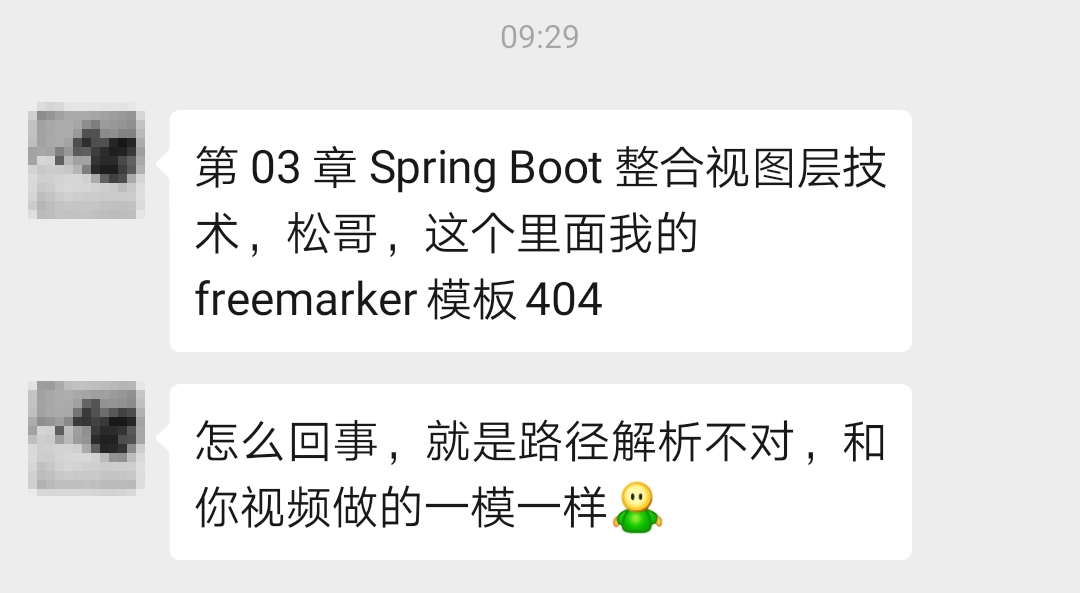 09:29
第 03 章 Spring Boot 整合视图层技
术，松哥，这个里面我的
freemarker 模板 404
怎么回事，就是路径解析不对，和
你视频做的一模一样